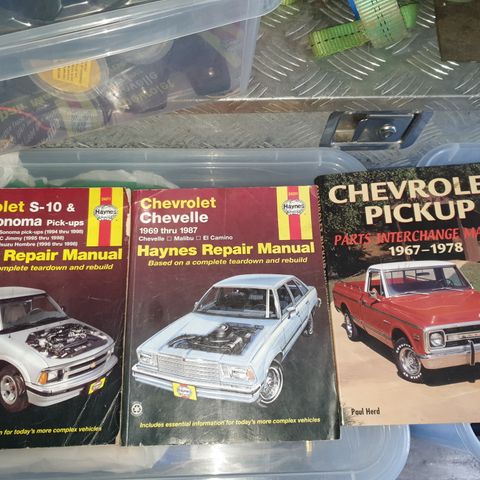 olet S-10 &
onoma Pick-ups
Sonoma pick-ups (1994 thru 1998)
C Jimmy (1995 thru 1998)
suzu Hombre (1996 thru 1998)
Repair Manual
omplete teardown and rebuild
Haynes
n for today's more complex vehicles
Chevrolet
Chevelle
1969 thru 1987
Chevelle □ Malibu □ El Camino
Haynes
Haynes Repair Manual
Based on a complete teardown and rebuild
Includes essential information for today's more complex vehicles
CHEVROLE
PICKUP
PARTS INTERCHANGE MA
1967-1978
Paul Herd